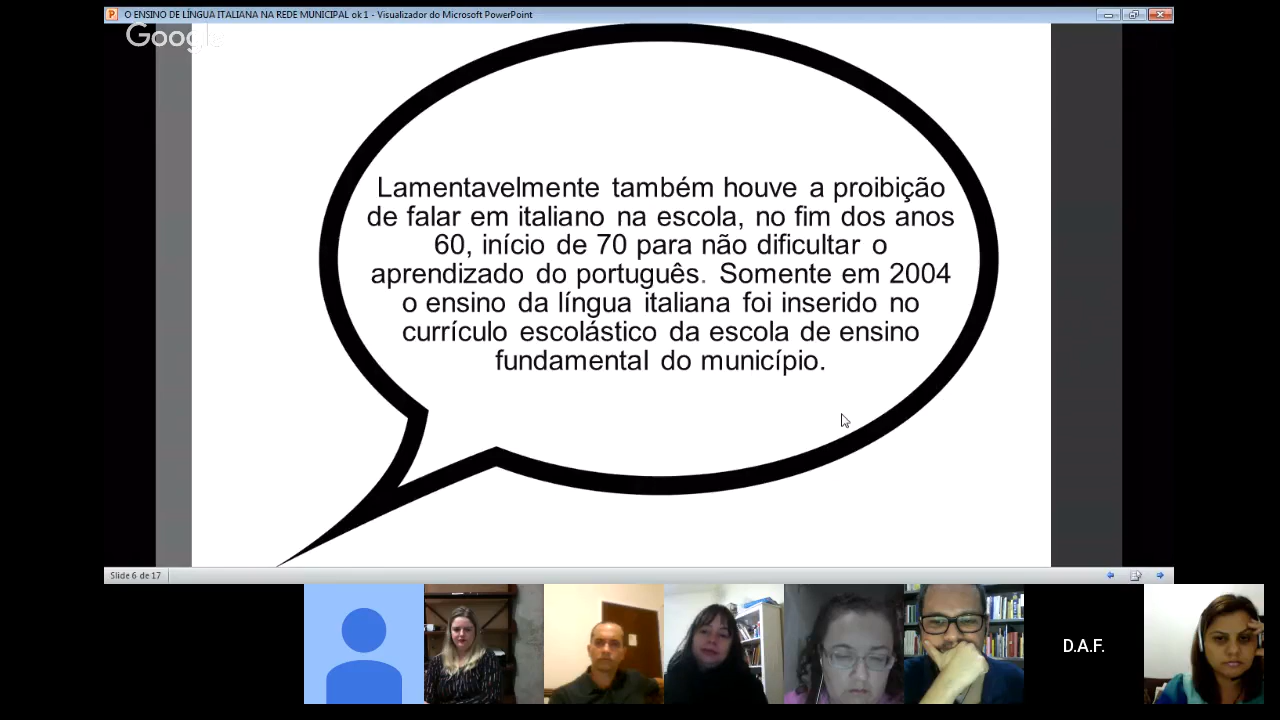 O ENSINO DE LÍNGUA ITALIANA NA REDE MUNICIPAL ok 1 - Visualizador do Microsoft PowerPoint
Google
Lamentavelmente também houve a proibição
de falar em italiano na escola, no fim dos anos
60, início de 70 para não dificultar o
aprendizado do português. Somente em 2004
o ensino da língua italiana foi inserido no
currículo escolástico da escola de ensino
fundamental do município.
Slide 6 de 17
D.A.F.